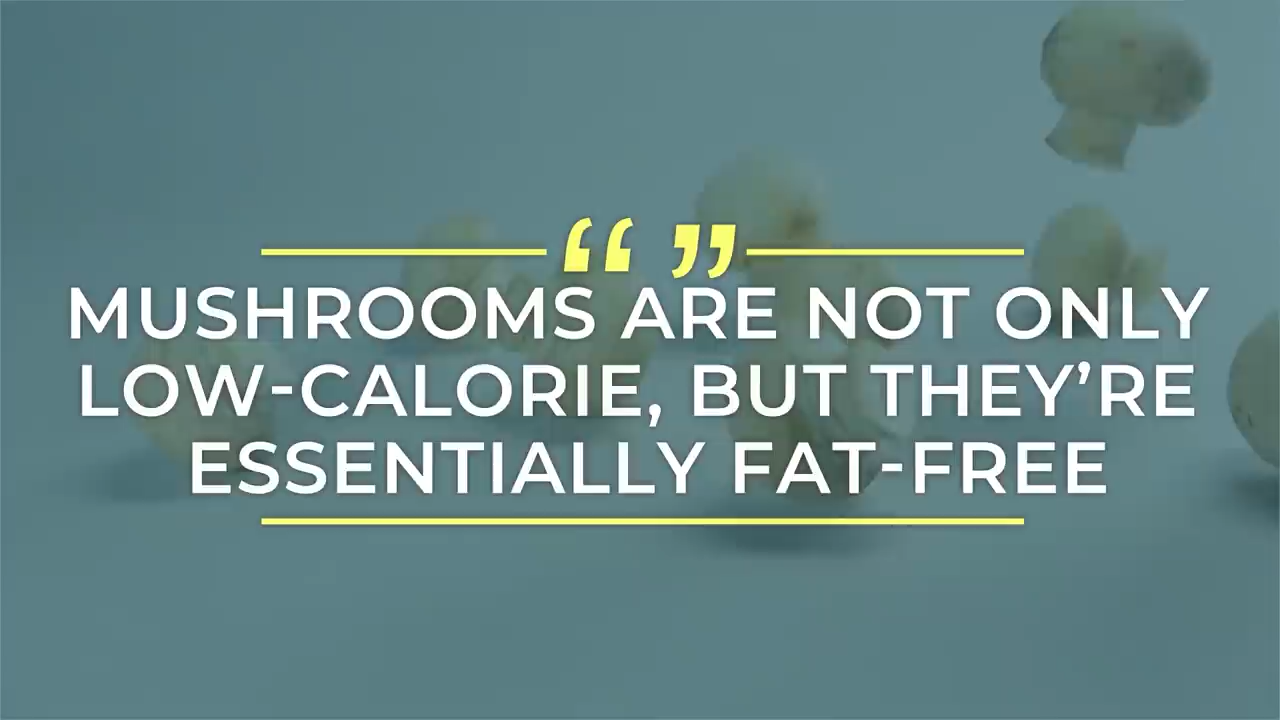 “ ”
MUSHROOMS ARE NOT ONLY
LOW-CALORIE, BUT THEY’RE
ESSENTIALLY FAT-FREE